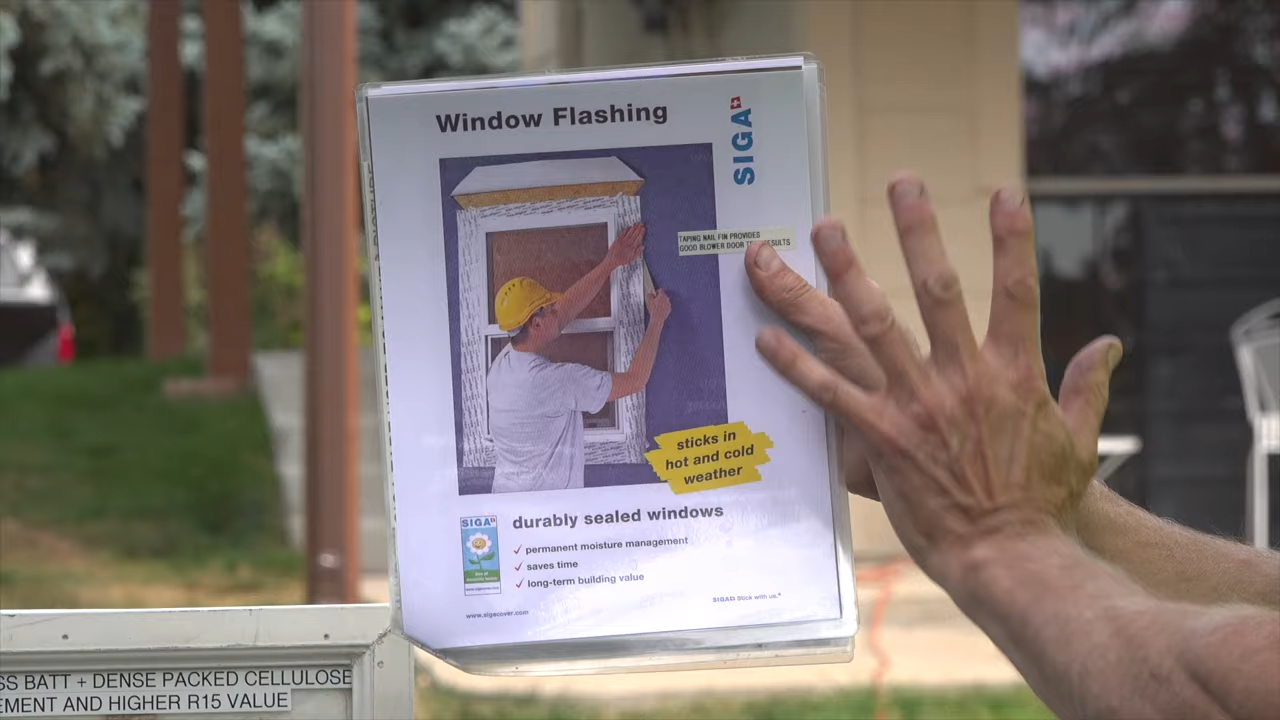 Window Flashing
SIGA
TAPING NAIL FIN PROVIDES
GOOD BLOWER DOOR RESULTS
sticks in
hot and cold
weather
SIGA
durably sealed windows
permanent moisture management
saves time
long-term building value
www.sigacover.com
SIGA Stick with us.
SS BATT + DENSE PACKED CELLULOSE
EMENT AND HIGHER R15 VALUE